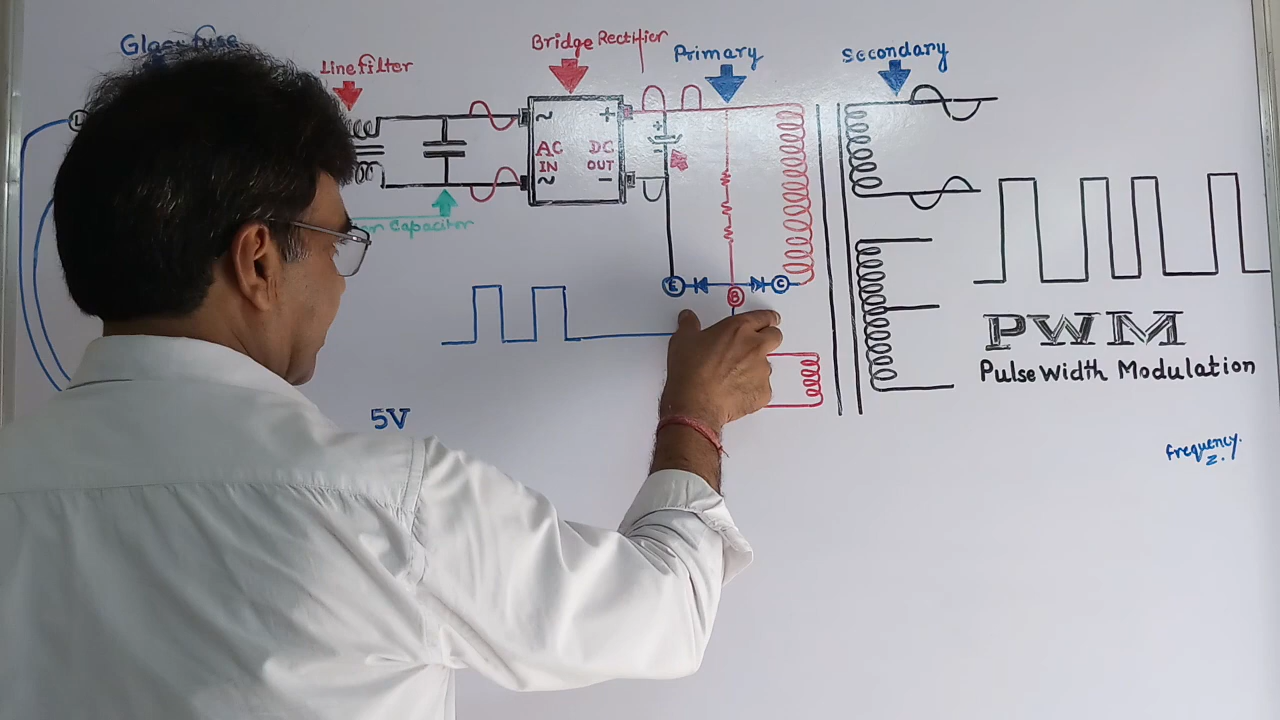 Glass fuse
Line filter
Bridge Rectifier
Primary
Secondary
L
~
+
+
-
AC
IN
DC
OUT
~
-
Capacitor
E
B
C
PWM
Pulse Width Modulation
5V
frequency.
z.